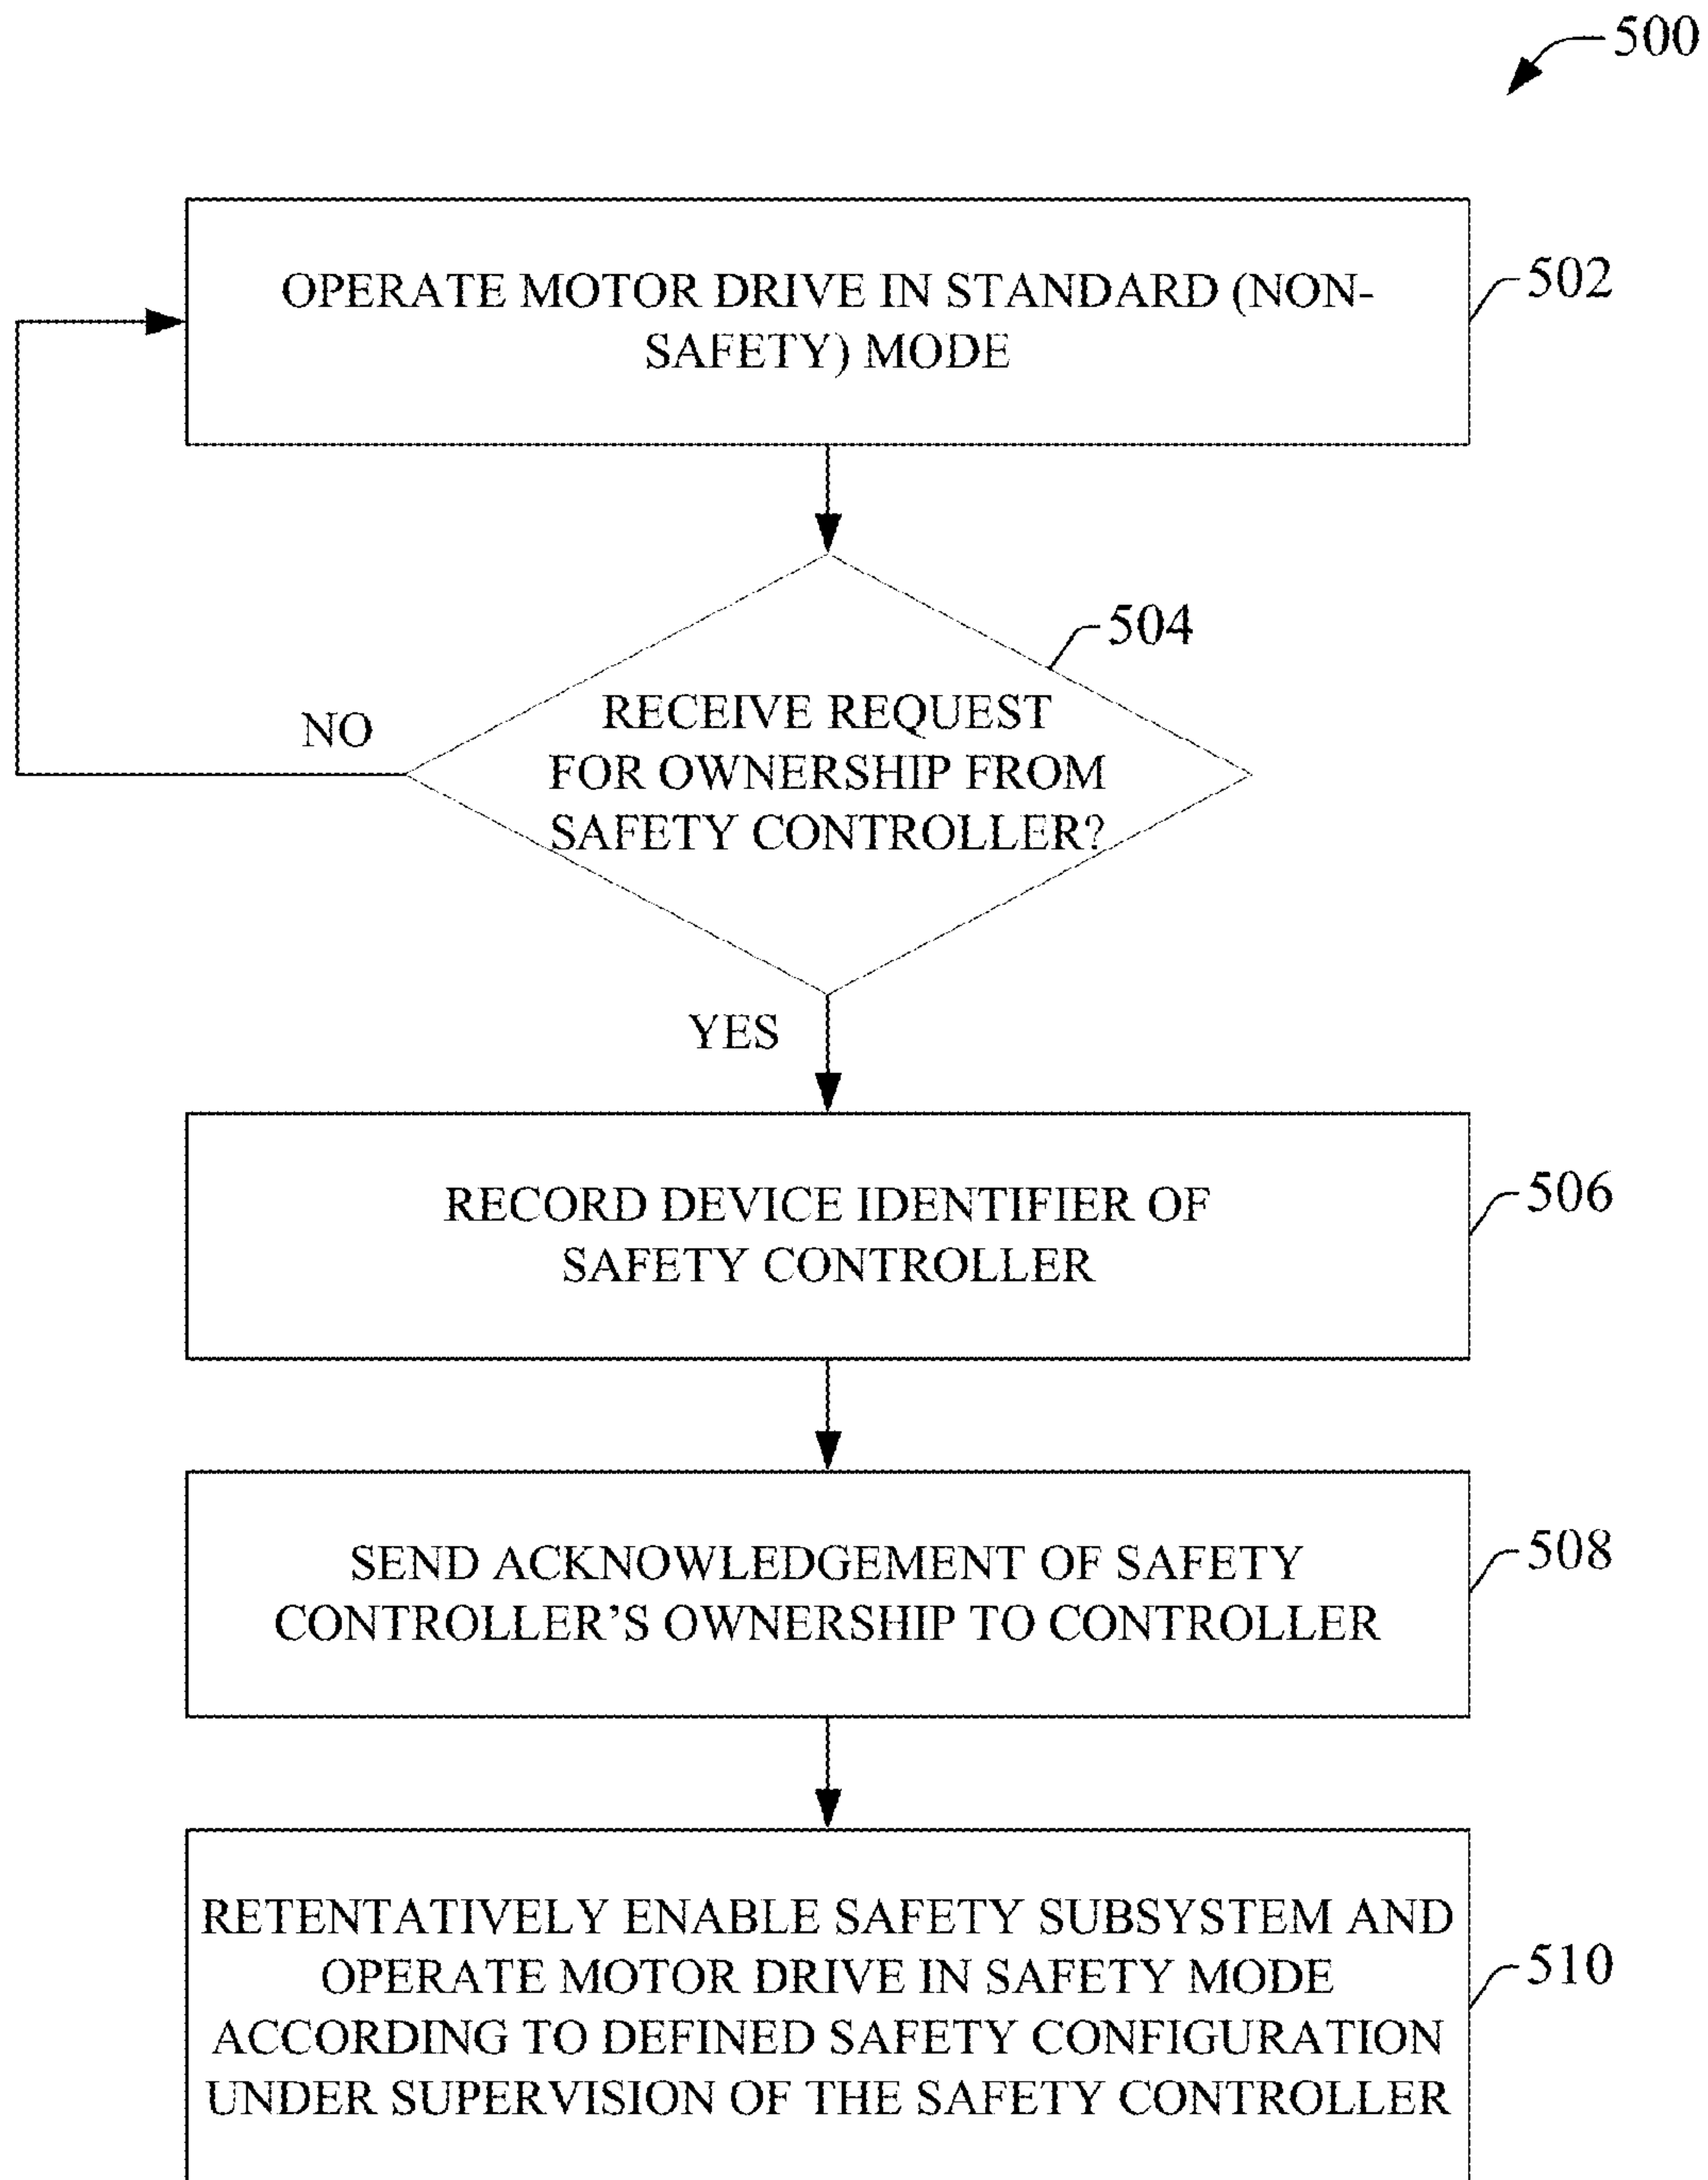 500
OPERATE MOTOR DRIVE IN STANDARD (NON-
SAFETY) MODE
502
504
RECEIVE REQUEST
FOR OWNERSHIP FROM
SAFETY CONTROLLER?
NO
YES
RECORD DEVICE IDENTIFIER OF
SAFETY CONTROLLER
506
SEND ACKNOWLEDGEMENT OF SAFETY
CONTROLLER’S OWNERSHIP TO CONTROLLER
508
RETENTATIVELY ENABLE SAFETY SUBSYSTEM AND
OPERATE MOTOR DRIVE IN SAFETY MODE
ACCORDING TO DEFINED SAFETY CONFIGURATION
UNDER SUPERVISION OF THE SAFETY CONTROLLER
510